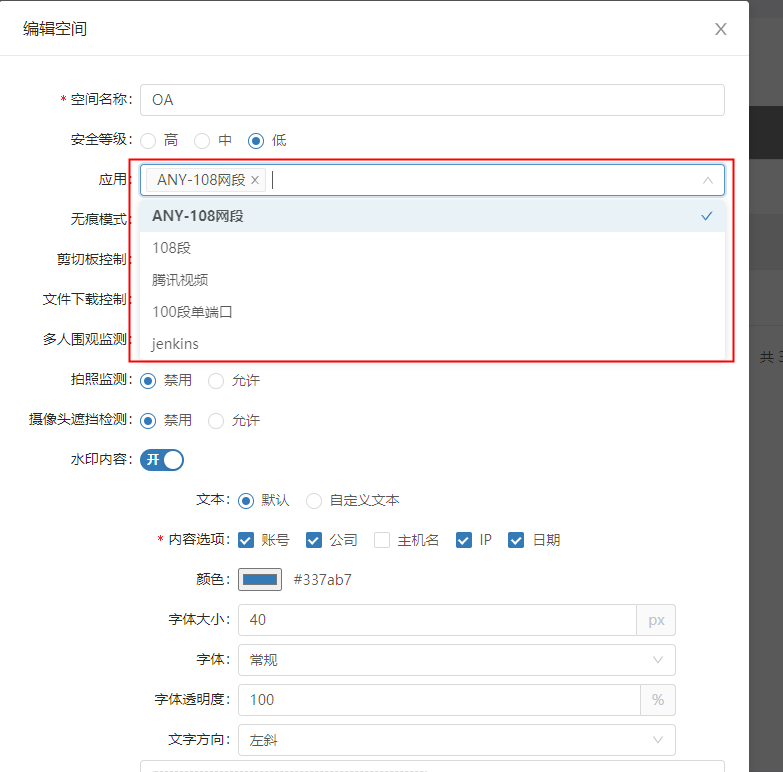 编辑空间
* 空间名称: OA
安全等级: 高 中 低
应用: ANY-108网段 ×
无痕模式:
ANY-108网段
剪切板控制:
108段
文件下载控制:
腾讯视频
100段单端口
多人围观监测:
jenkins
共 3
拍照监测: 禁用 允许
摄像头遮挡检测: 禁用 允许
水印内容: 开
文本: 默认 自定义文本
* 内容选项: 账号 公司 主机名 IP 日期
颜色: #337ab7
字体大小: 40 px
字体: 常规
字体透明度: 100 %
文字方向: 左斜